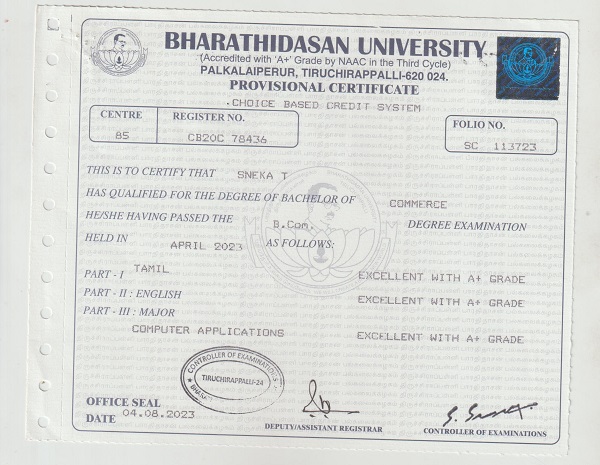 BHARATHIDASAN UNIVERSITY
(Accredited with 'A+' Grade by NAAC in the Third Cycle)
PALKALAIPERUR, TIRUCHIRAPPALLI-620 024.
PROVISIONAL CERTIFICATE
CHOICE BASED CREDIT SYSTEM
CENTRE REGISTER NO. FOLIO NO.
85 CB20C 78436 SC 113723
THIS IS TO CERTIFY THAT SNEKA T
HAS QUALIFIED FOR THE DEGREE OF BACHELOR OF COMMERCE
HE/SHE HAVING PASSED THE B.Com. DEGREE EXAMINATION
HELD IN APRIL 2023 AS FOLLOWS:
PART - I TAMIL EXCELLENT WITH A+ GRADE
PART - II : ENGLISH EXCELLENT WITH A+ GRADE
PART - III : MAJOR
COMPUTER APPLICATIONS EXCELLENT WITH A+ GRADE
CONTROLLER OF EXAMINATIONS
TIRUCHIRAPPALLI-24
OFFICE SEAL
DATE 04.08.2023
DEPUTY/ASSISTANT REGISTRAR CONTROLLER OF EXAMINATIONS